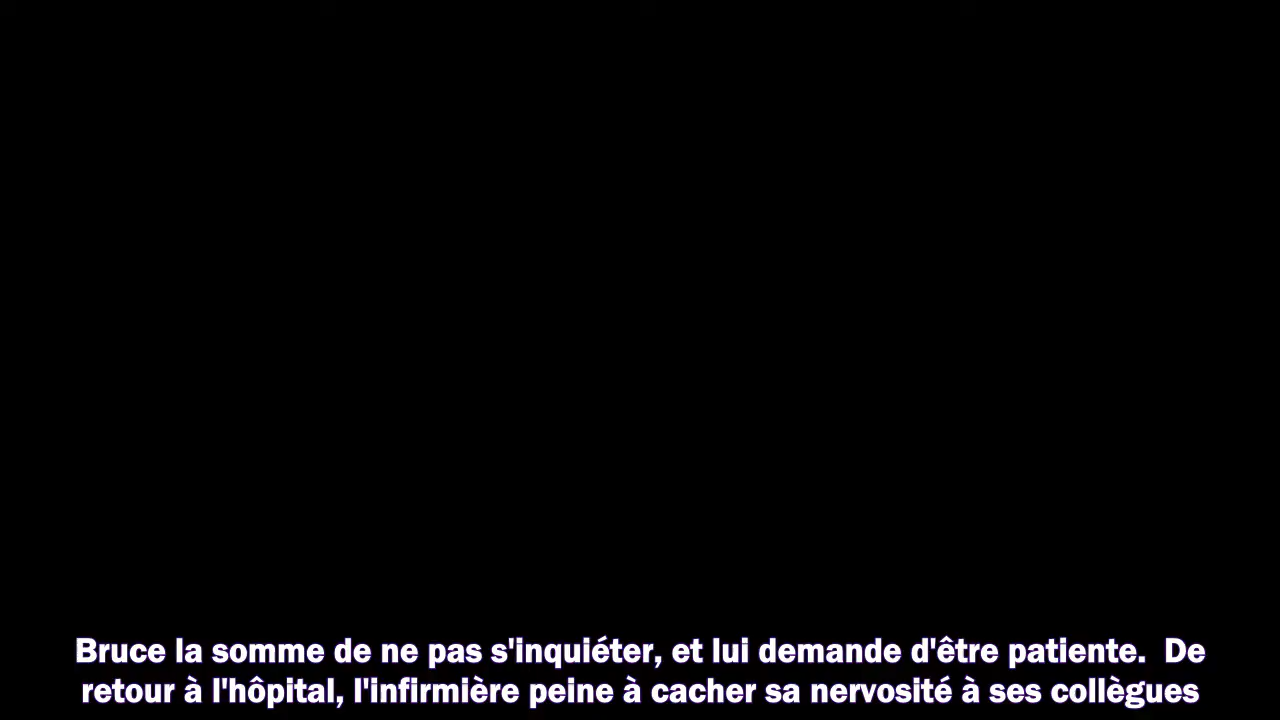 Bruce la somme de ne pas s'inquiéter, et lui demande d'être patiente.  De
retour à l'hôpital, l'infirmière peine à cacher sa nervosité à ses collègues